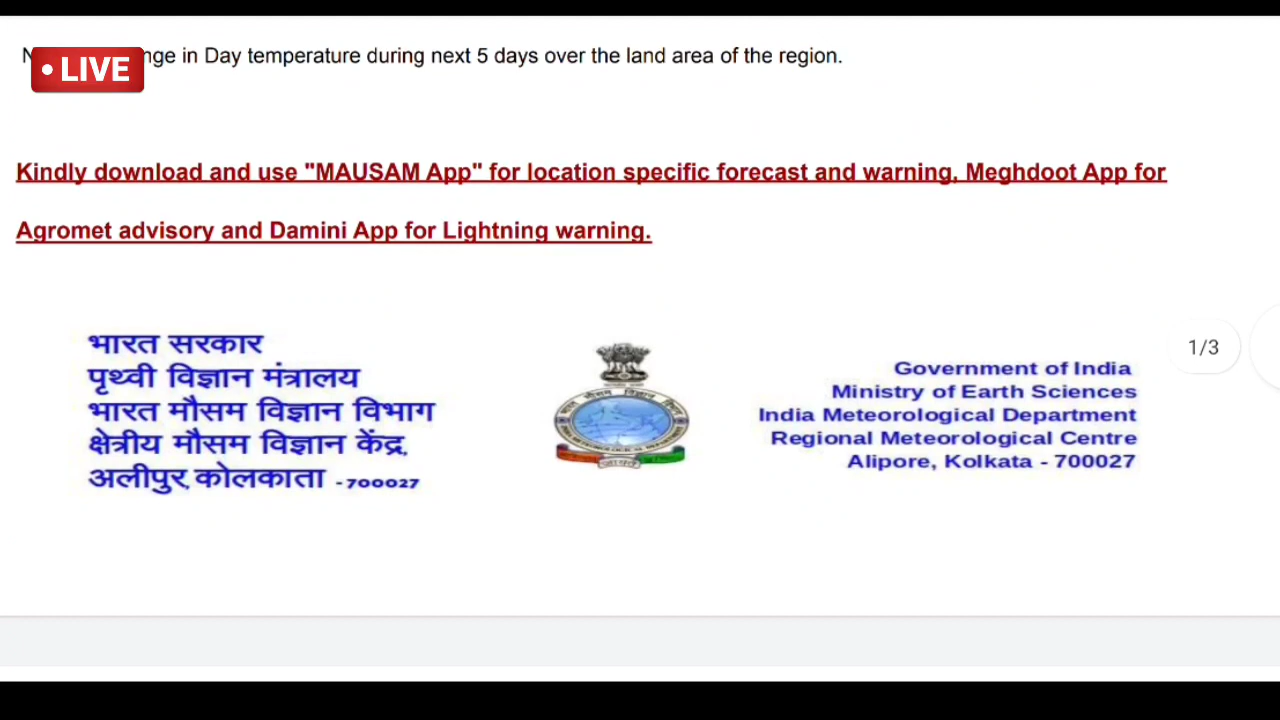 nge in Day temperature during next 5 days over the land area of the region.
• LIVE
Kindly download and use "MAUSAM App" for location specific forecast and warning, Meghdoot App for
Agromet advisory and Damini App for Lightning warning.
भारत सरकार
पृथ्वी विज्ञान मंत्रालय
भारत मौसम विज्ञान विभाग
क्षेत्रीय मौसम विज्ञान केंद्र,
अलीपुर, कोलकाता - 700027
Government of India
Ministry of Earth Sciences
India Meteorological Department
Regional Meteorological Centre
Alipore, Kolkata - 700027
1/3